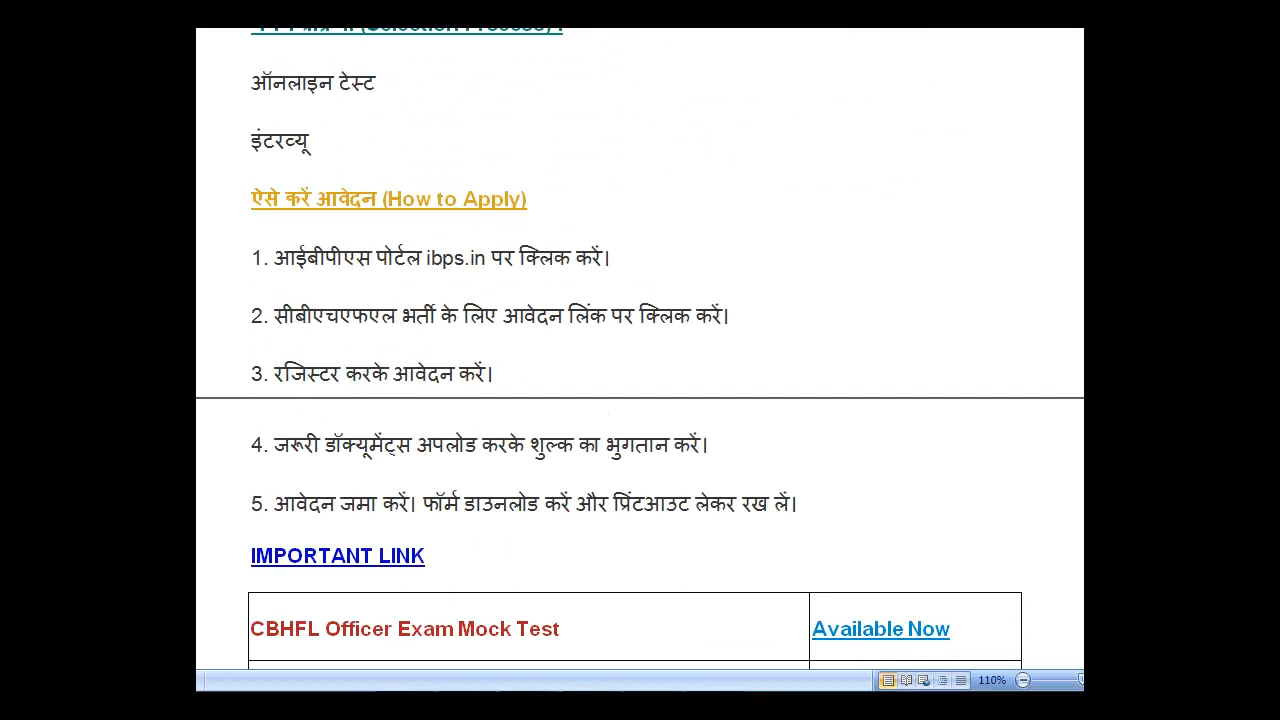 ऑनलाइन टेस्ट
इंटरव्यू
ऐसे करें आवेदन (How to Apply)
1. आईबीपीएस पोर्टल ibps.in पर क्लिक करें।
2. सीबीएचएफएल भर्ती के लिए आवेदन लिंक पर क्लिक करें।
3. रजिस्टर करके आवेदन करें।
4. जरूरी डॉक्यूमेंट्स अपलोड करके शुल्क का भुगतान करें।
5. आवेदन जमा करें। फॉर्म डाउनलोड करें और प्रिंटआउट लेकर रख लें।
IMPORTANT LINK
CBHFL Officer Exam Mock Test
Available Now
110%